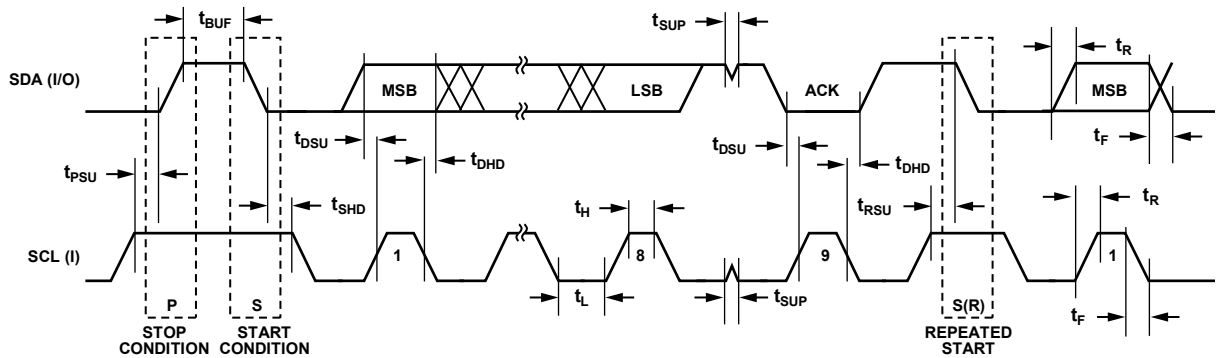 tBUF
tSUP
tR
SDA (I/O)
MSB
LSB
ACK
MSB
tDSU
tDSU
tF
tPSU
tDHD
tDHD
tSHD
tH
tRSU
tR
SCL (I)
1
8
9
1
P
S
tL
tSUP
S(R)
tF
STOP
CONDITION
START
CONDITION
REPEATED
START